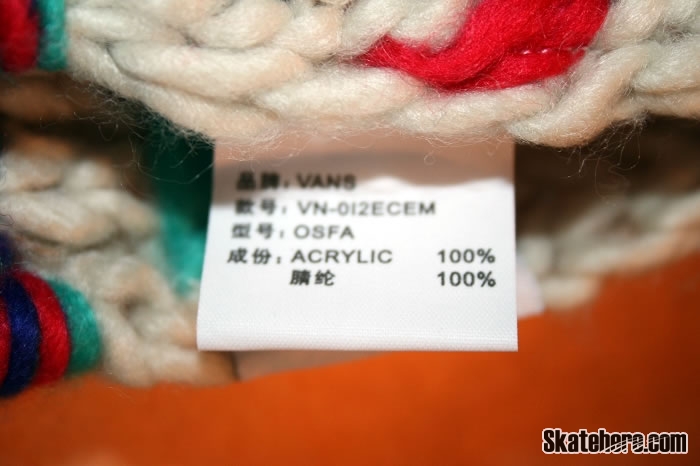 品牌: VANS
款号: VN-0I2ECEM
型号: OSFA
成份: ACRYLIC 100%
腈纶 100%
Skatehere.com